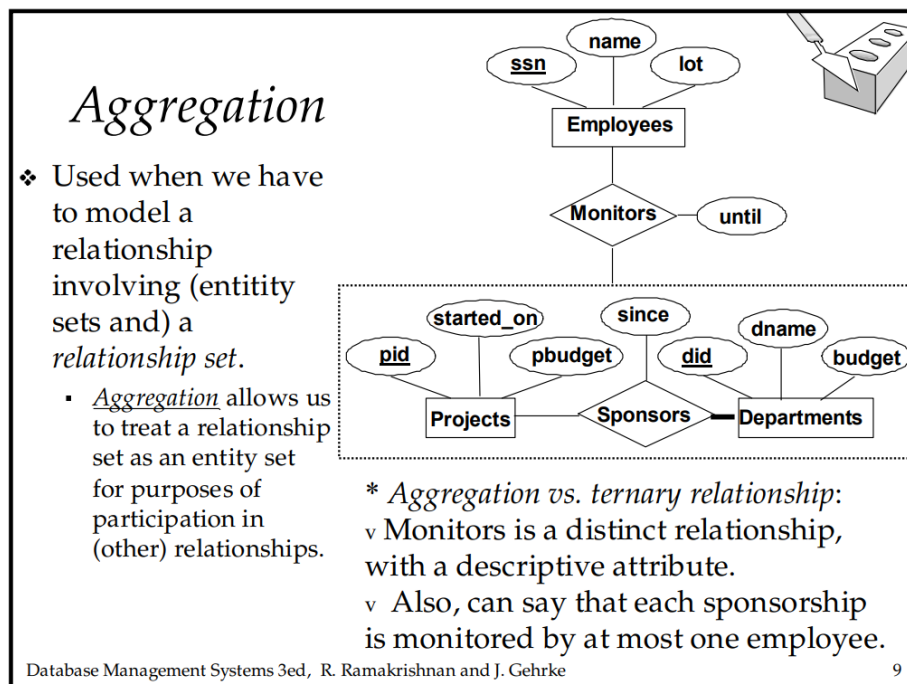 Aggregation
❖ Used when we have
to model a
relationship
involving (entitity
sets and) a
relationship set.
▪ Aggregation allows us
to treat a relationship
set as an entity set
for purposes of
participation in
(other) relationships.
name
ssn
lot
Employees
Monitors
until
started_on
since
dname
pid
pbudget
did
budget
Projects
Sponsors
Departments
* Aggregation vs. ternary relationship:
v Monitors is a distinct relationship,
with a descriptive attribute.
v Also, can say that each sponsorship
is monitored by at most one employee.
Database Management Systems 3ed, R. Ramakrishnan and J. Gehrke
9